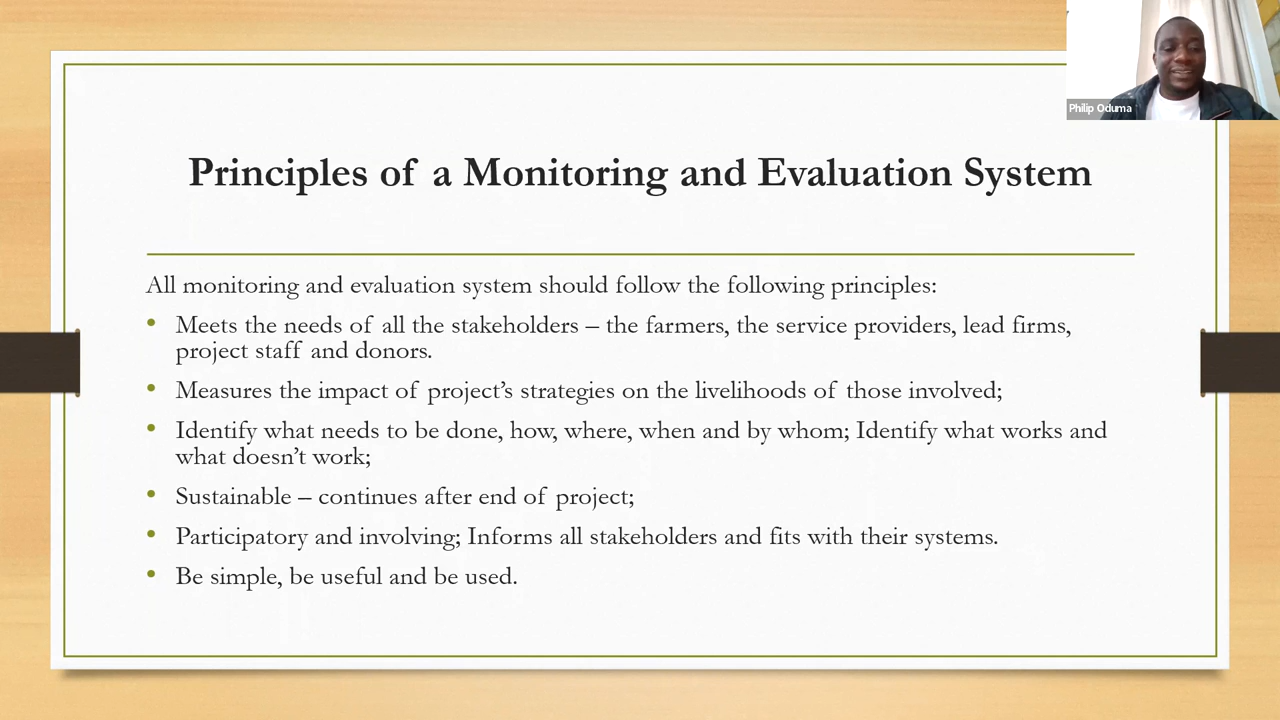 Philip Oduma
Principles of a Monitoring and Evaluation System
All monitoring and evaluation system should follow the following principles:
• Meets the needs of all the stakeholders – the farmers, the service providers, lead firms,
project staff and donors.
• Measures the impact of project’s strategies on the livelihoods of those involved;
• Identify what needs to be done, how, where, when and by whom; Identify what works and
what doesn’t work;
• Sustainable – continues after end of project;
• Participatory and involving; Informs all stakeholders and fits with their systems.
• Be simple, be useful and be used.